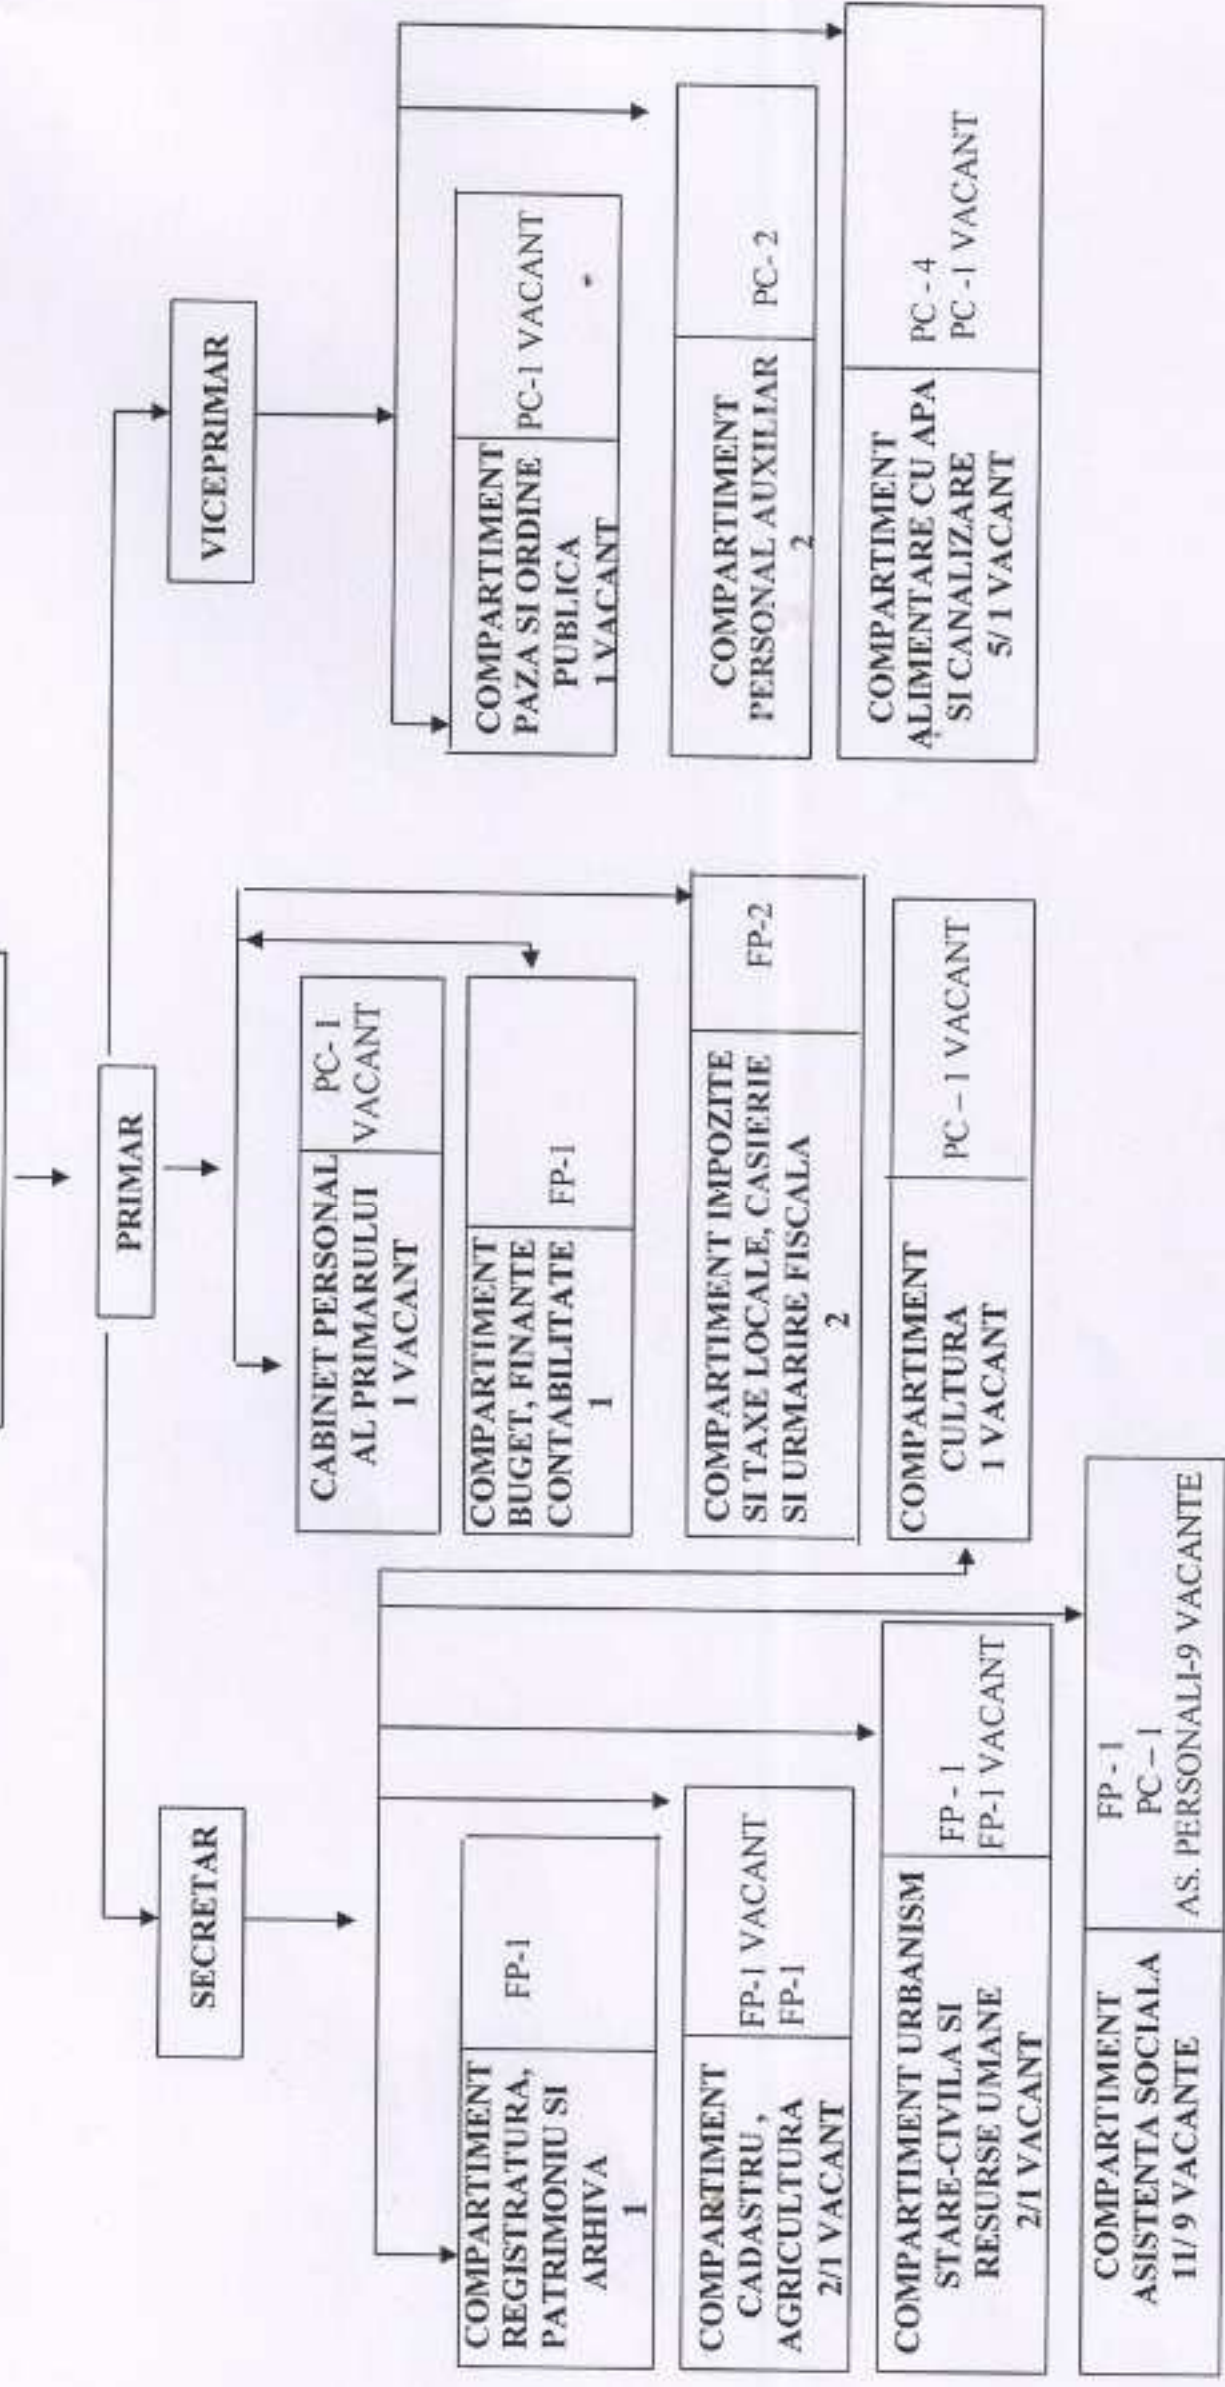 PRIMAR
SECRETAR
VICEPRIMAR
COMPARTIMENT
REGISTRATURA,
PATRIMONIU SI
ARHIVA
1
FP-1
COMPARTIMENT
CADASTRU ,
AGRICULTURA
2/1 VACANT
FP-1 VACANT
FP-1
COMPARTIMENT URBANISM
STARE-CIVILA SI
RESURSE UMANE
2/1 VACANT
FP - 1
FP-1 VACANT
COMPARTIMENT
ASISTENTA SOCIALA
11/ 9 VACANTE
FP - 1
PC – 1
AS. PERSONALI-9 VACANTE
CABINET PERSONAL
AL PRIMARULUI
1 VACANT
PC- 1
VACANT
COMPARTIMENT
BUGET, FINANTE
CONTABILITATE
1
FP-1
COMPARTIMENT IMPOZITE
SI TAXE LOCALE, CASIERIE
SI URMARIRE FISCALA
2
FP-2
COMPARTIMENT
CULTURA
1 VACANT
PC – 1 VACANT
COMPARTIMENT
PAZA SI ORDINE
PUBLICA
1 VACANT
PC-1 VACANT
COMPARTIMENT
PERSONAL AUXILIAR
2
PC- 2
COMPARTIMENT
ALIMENTARE CU APA
SI CANALIZARE
5/ 1 VACANT
PC - 4
PC -1 VACANT